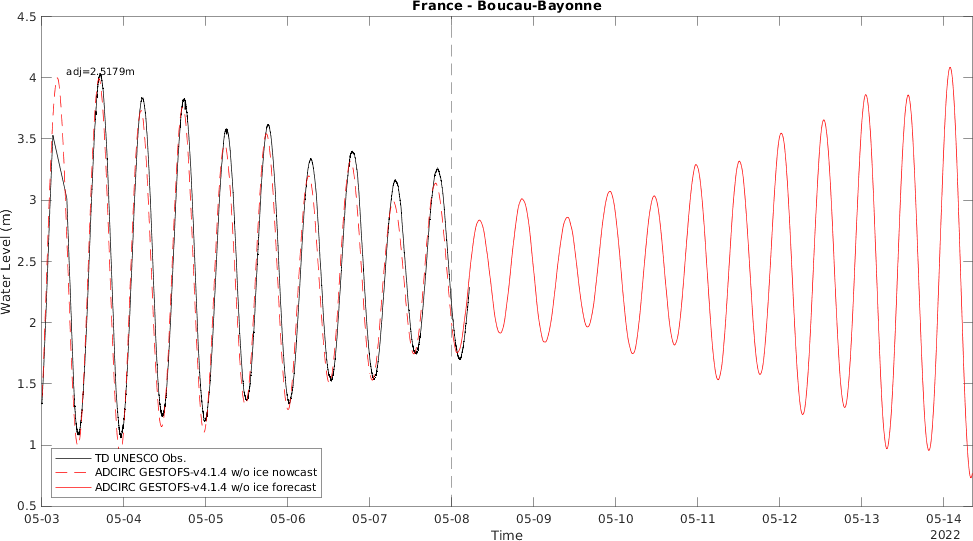 France - Boucau-Bayonne
4.5
4
3.5
3
2.5
2
1.5
1
0.5
Water Level (m)
adj=2.5179m
TD UNESCO Obs.
ADCIRC GESTOFS-v4.1.4 w/o ice nowcast
ADCIRC GESTOFS-v4.1.4 w/o ice forecast
05-03 05-04 05-05 05-06 05-07 05-08 05-09 05-10 05-11 05-12 05-13 05-14
2022
Time